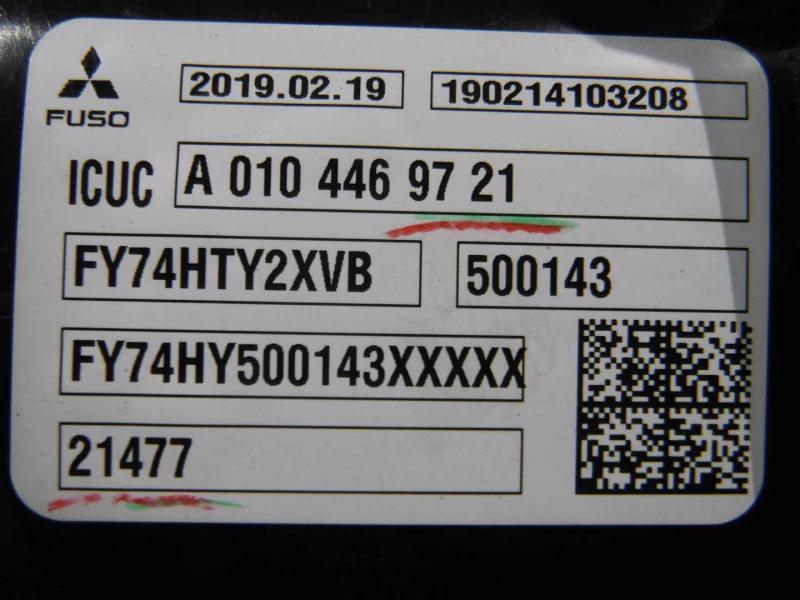 2019.02.19 190214103208
FUSO
ICUC A 010 446 97 21
FY74HTY2XVB 500143
FY74HY500143XXXXX
21477